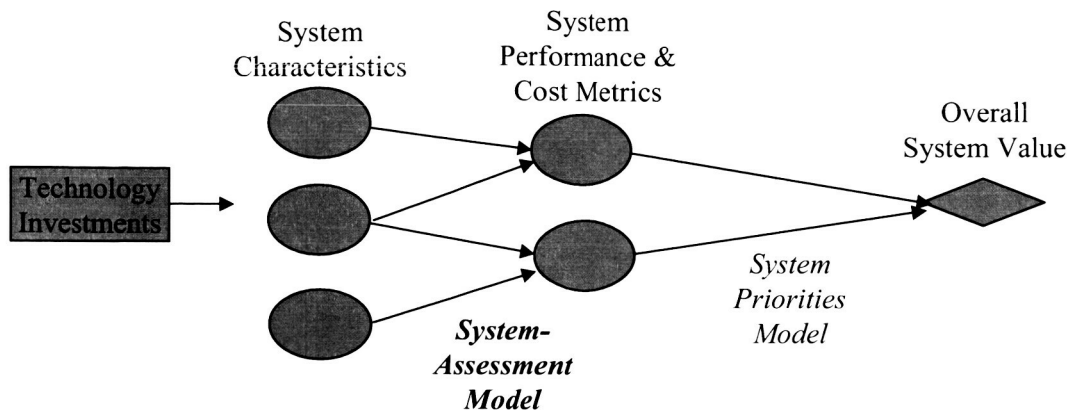 System
Characteristics
System
Performance &
Cost Metrics
Overall
System Value
Technology
Investments
System-
Assessment
Model
System
Priorities
Model